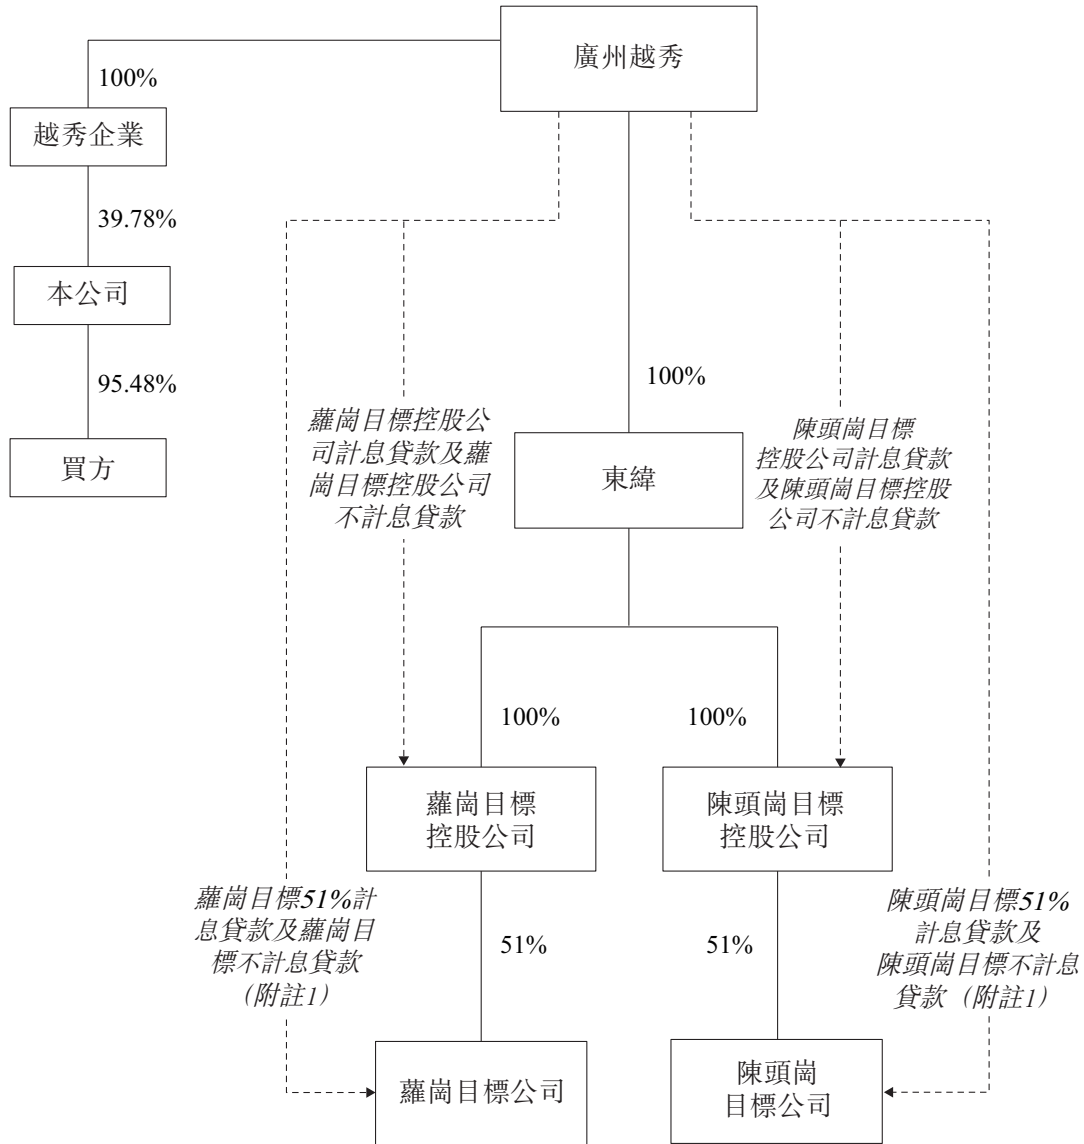 廣州越秀
100%
越秀企業
39.78%
本公司
95.48%
買方
100%
蘿崗目標控股公
司計息貸款及蘿
崗目標控股公司
不計息貸款
陳頭崗目標
控股公司計息貸款
及陳頭崗目標控股
公司不計息貸款
東緯
100%
100%
蘿崗目標
控股公司
陳頭崗目標
控股公司
蘿崗目標51%計
息貸款及蘿崗目
標不計息貸款
（附註1）
51%
51%
陳頭崗目標51%
計息貸款及
陳頭崗目標不計息
貸款（附註1）
蘿崗目標公司
陳頭崗
目標公司